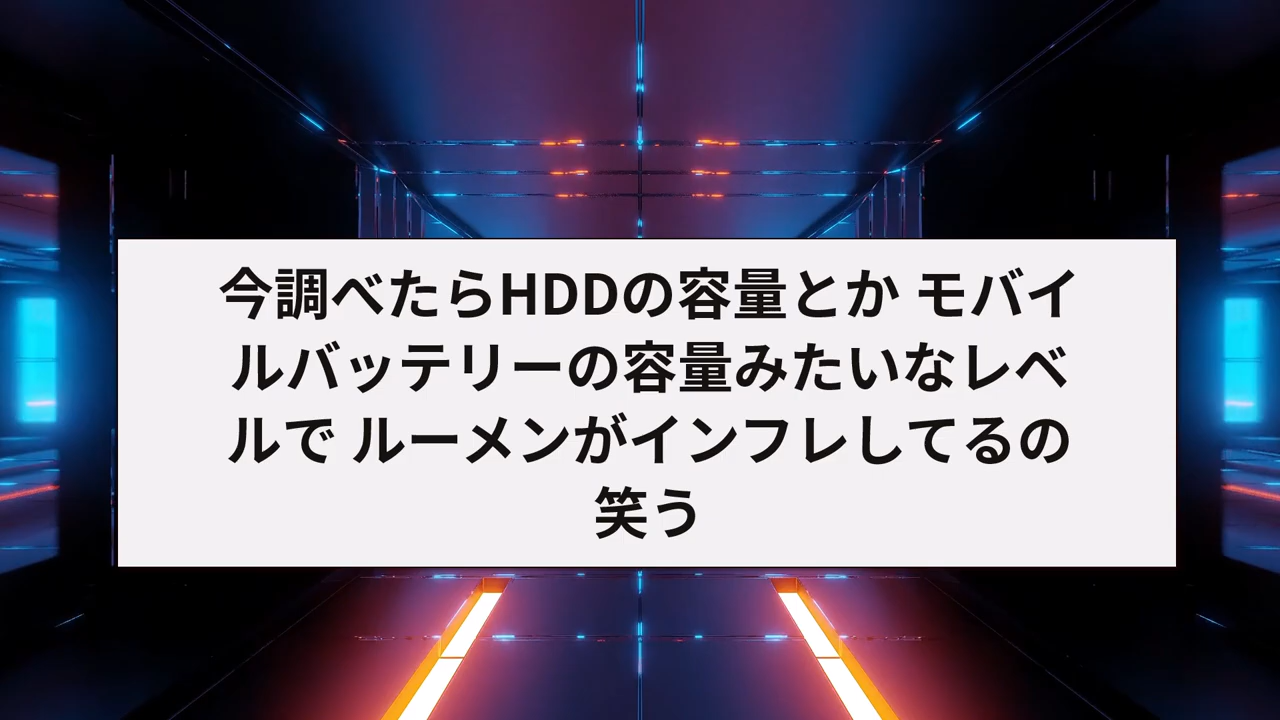 今調べたらHDDの容量とか モバイ
ルバッテリーの容量みたいなレベ
ルで ルーメンがインフレしてるの
笑う